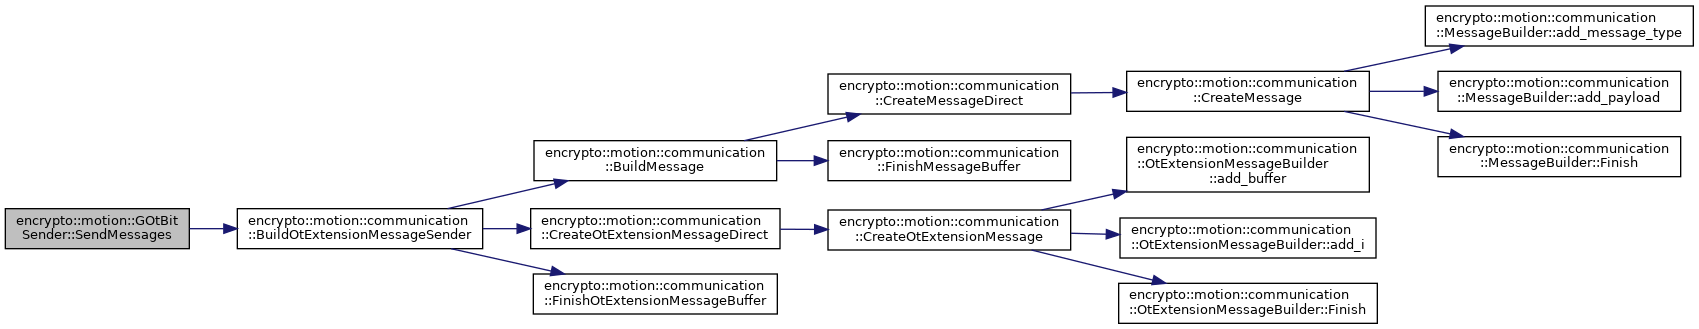 encrypto::motion::GOtBit
Sender::SendMessages
encrypto::motion::communication
::BuildOtExtensionMessageSender
encrypto::motion::communication
::BuildMessage
encrypto::motion::communication
::CreateOtExtensionMessageDirect
encrypto::motion::communication
::FinishOtExtensionMessageBuffer
encrypto::motion::communication
::CreateMessageDirect
encrypto::motion::communication
::FinishMessageBuffer
encrypto::motion::communication
::CreateOtExtensionMessage
encrypto::motion::communication
::CreateMessage
encrypto::motion::communication
::OtExtensionMessageBuilder
::add_buffer
encrypto::motion::communication
::OtExtensionMessageBuilder::add_i
encrypto::motion::communication
::OtExtensionMessageBuilder::Finish
encrypto::motion::communication
::MessageBuilder::add_message_type
encrypto::motion::communication
::MessageBuilder::add_payload
encrypto::motion::communication
::MessageBuilder::Finish